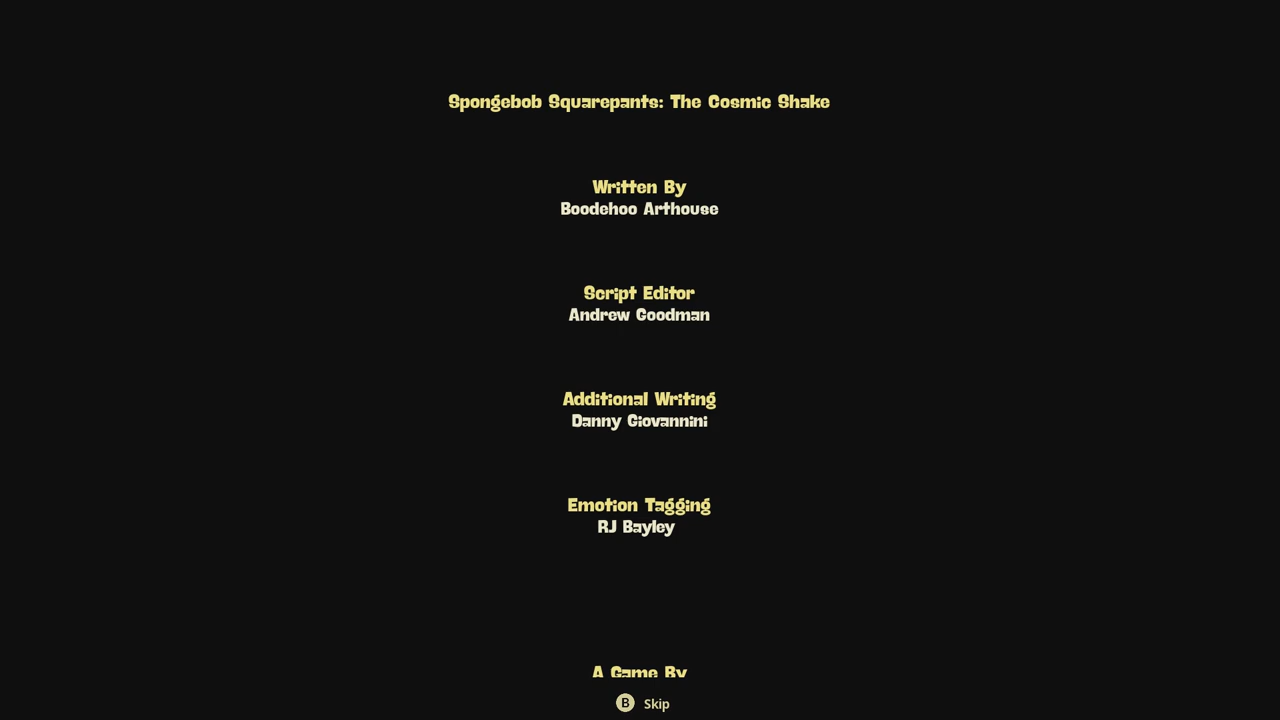 Spongebob Squarepants: The Cosmic Shake
Written By
Boodehoo Arthouse
Script Editor
Andrew Goodman
Additional Writing
Danny Giovannini
Emotion Tagging
RJ Bayley
A Game By
B Skip